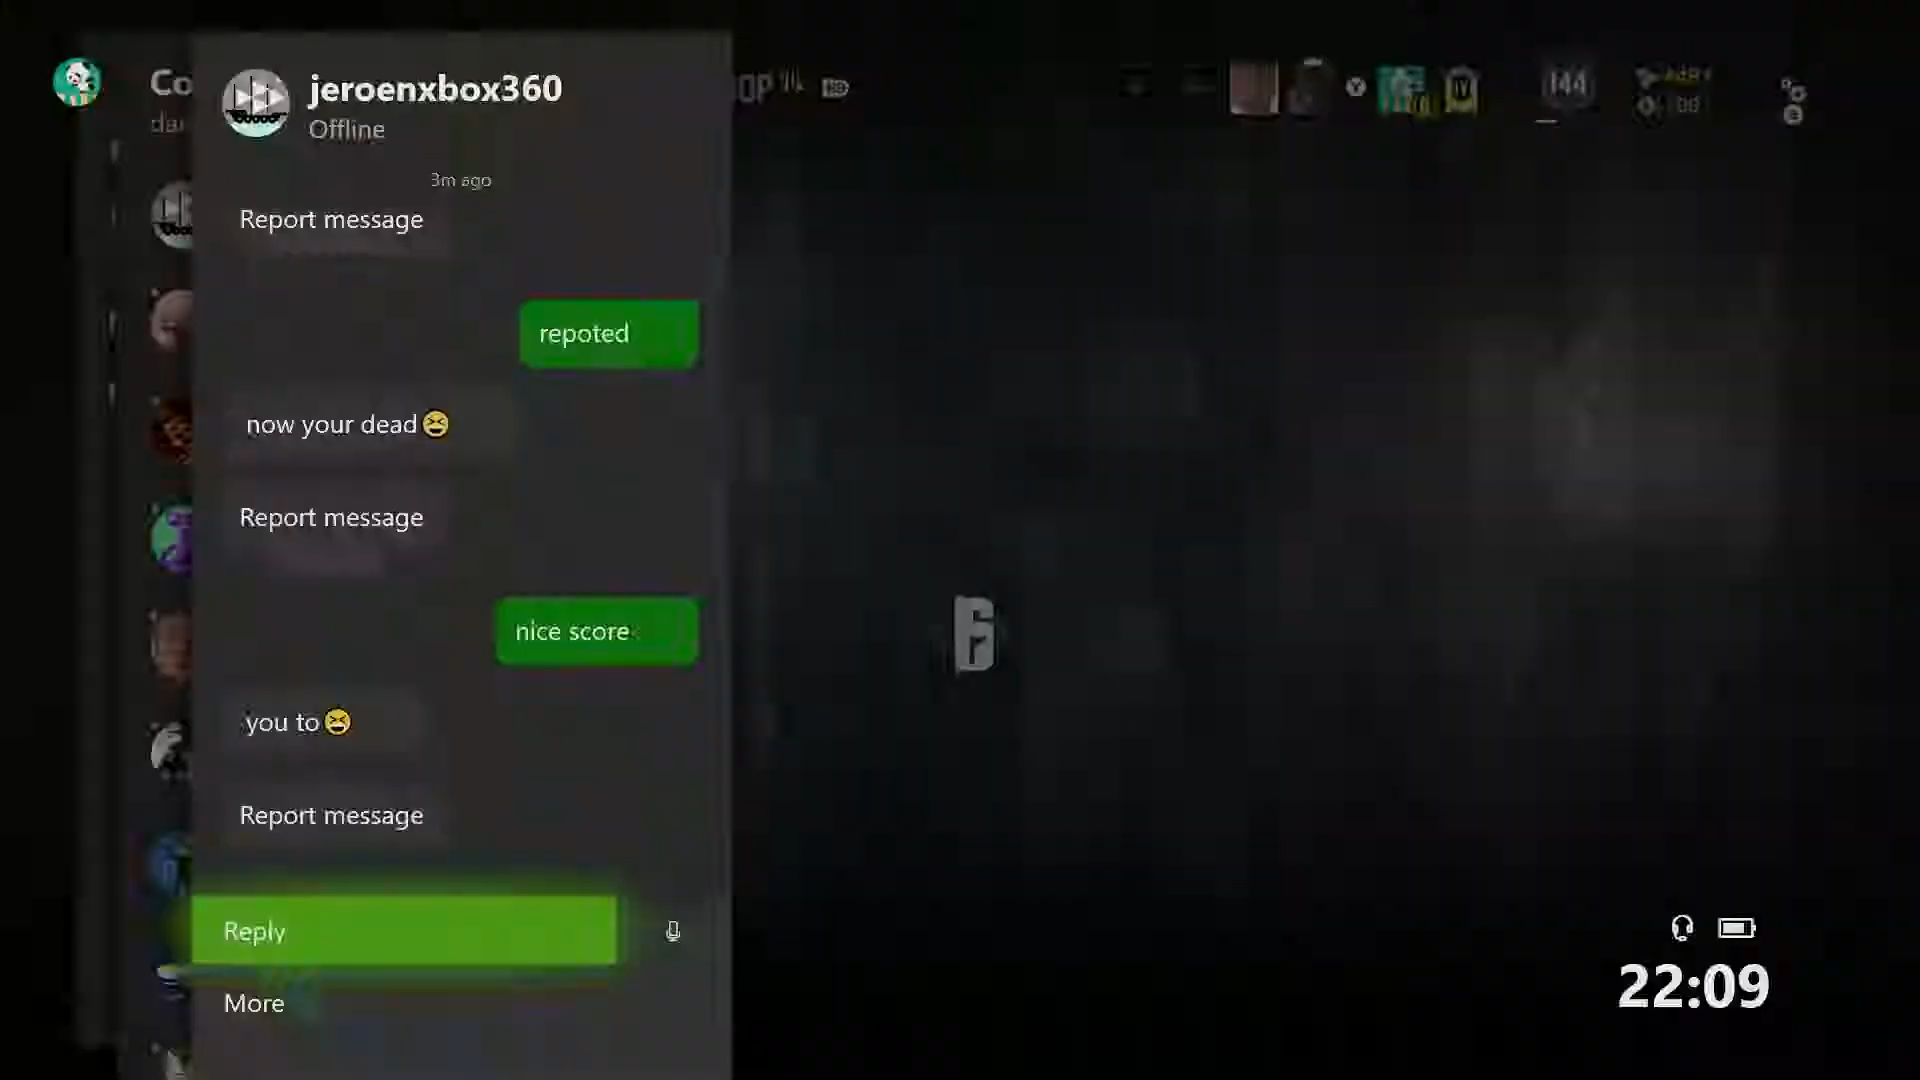 jeroenxbox360
Offline
3m ago
Report message
repoted
now your dead😆
Report message
nice score
you to😆
Report message
Reply
More
144
22:09